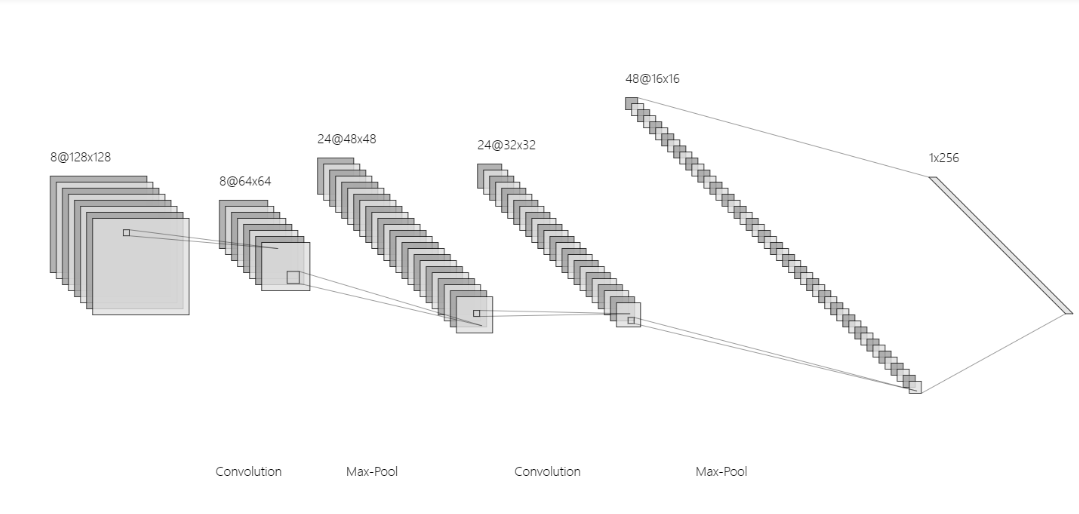 8@128x128
8@64x64
24@48x48
24@32x32
48@16x16
1x256
Convolution
Max-Pool
Convolution
Max-Pool